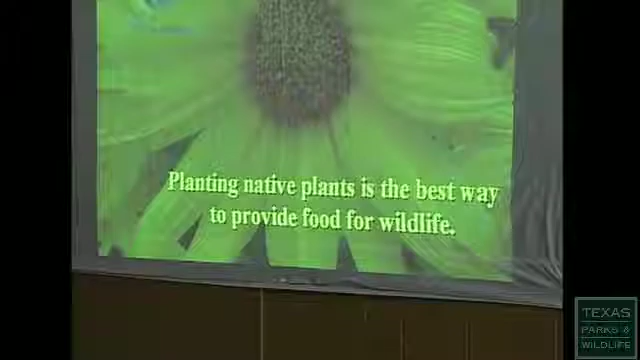 Planting native plants is the best way
to provide food for wildlife.
TEXAS
PARKS &
WILDLIFE